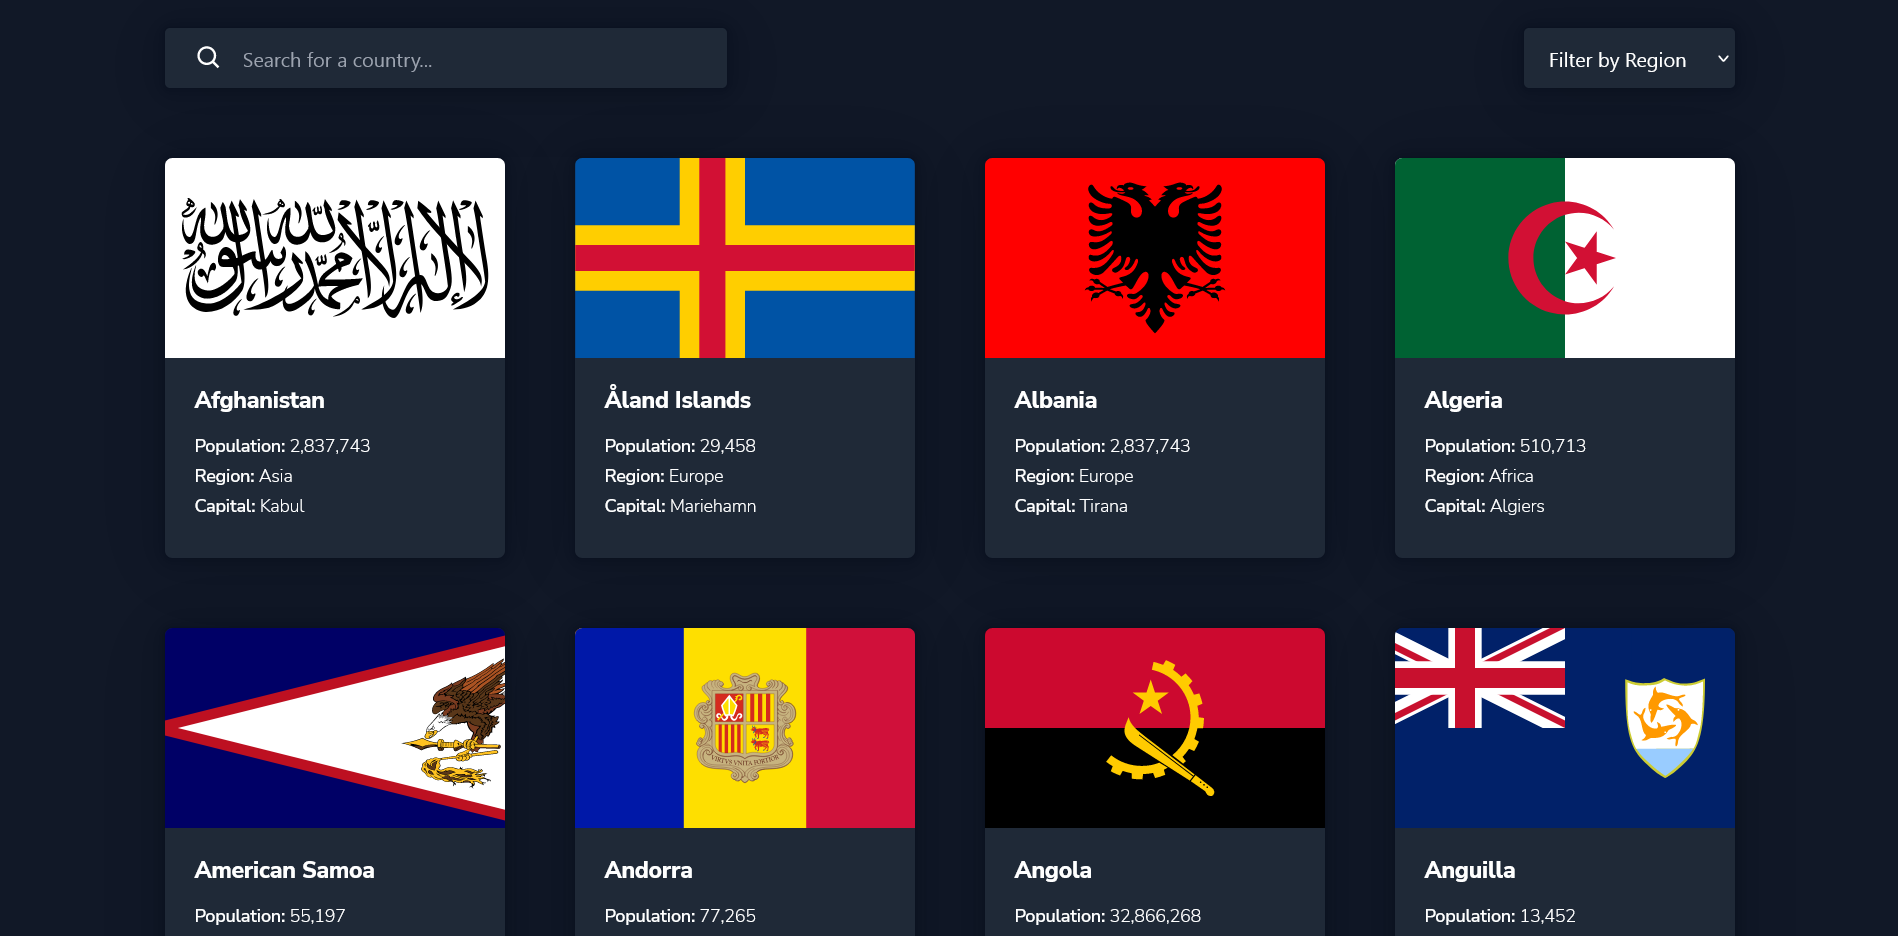 Search for a country...
Filter by Region
لا إله إلا الله محمد رسول الله
Afghanistan
Population: 2,837,743
Region: Asia
Capital: Kabul
Åland Islands
Population: 29,458
Region: Europe
Capital: Mariehamn
Albania
Population: 2,837,743
Region: Europe
Capital: Tirana
Algeria
Population: 510,713
Region: Africa
Capital: Algiers
American Samoa
Population: 55,197
VIRTVS VNITA FORTIOR
Andorra
Population: 77,265
Angola
Population: 32,866,268
Anguilla
Population: 13,452